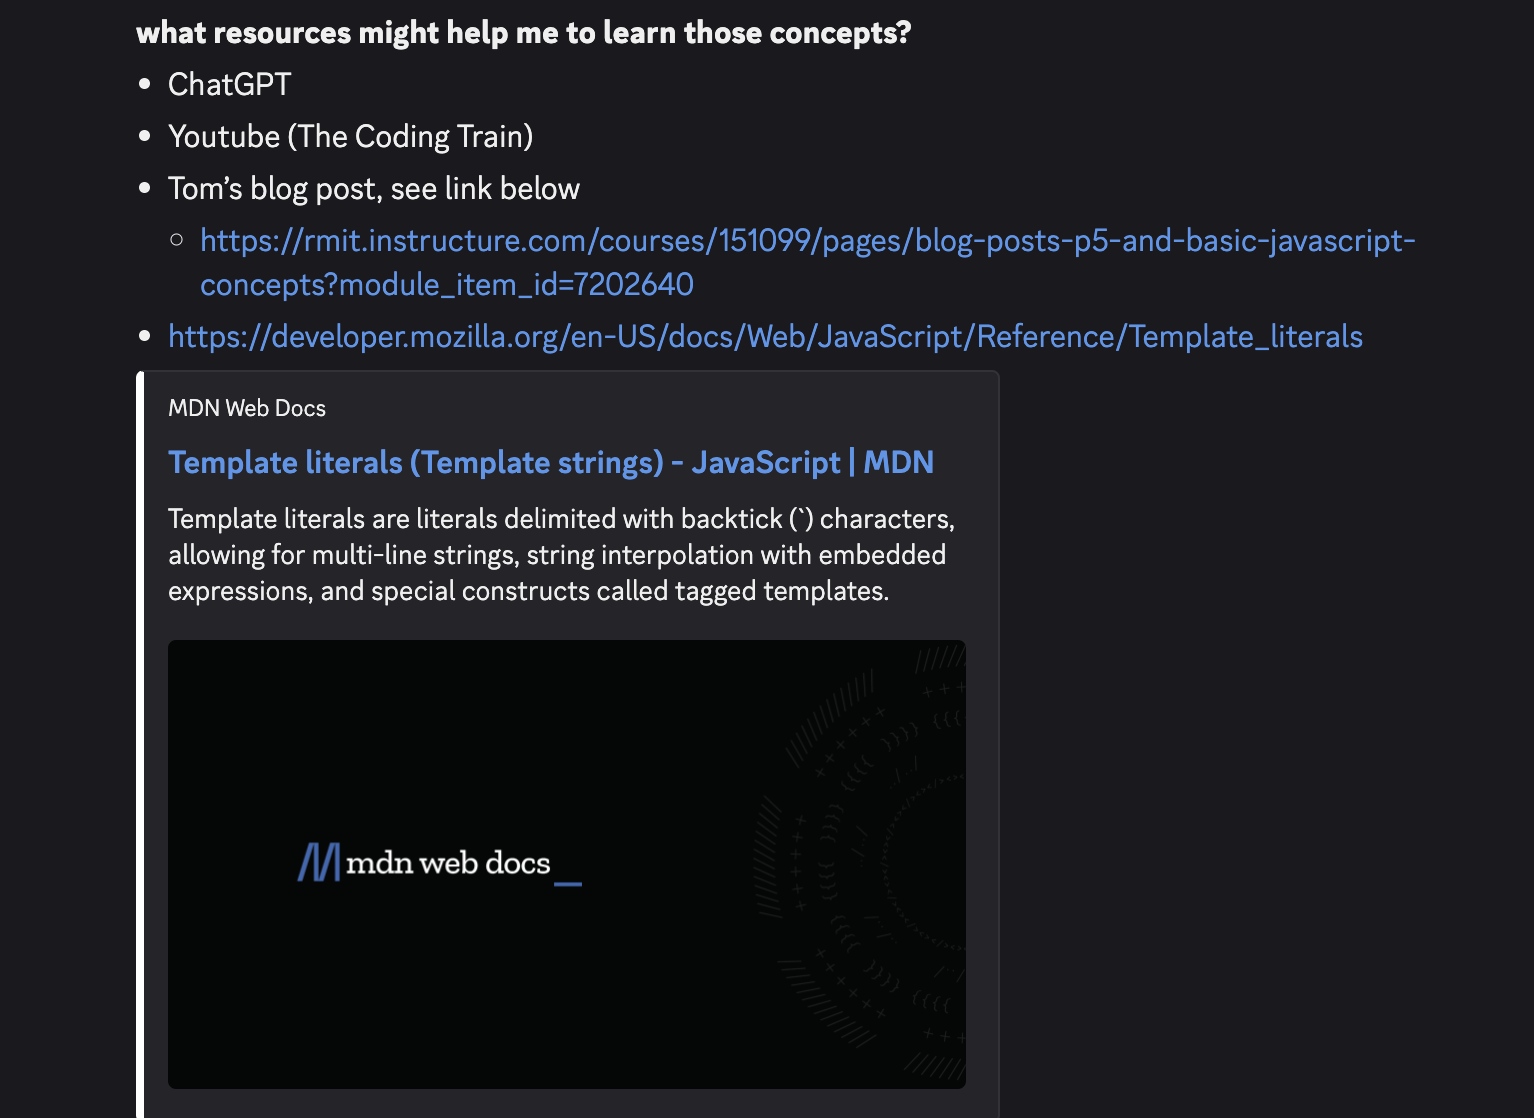 what resources might help me to learn those concepts?
• ChatGPT
• Youtube (The Coding Train)
• Tom’s blog post, see link below
○ https://rmit.instructure.com/courses/151099/pages/blog-posts-p5-and-basic-javascript-
concepts?module_item_id=7202640
• https://developer.mozilla.org/en-US/docs/Web/JavaScript/Reference/Template_literals
MDN Web Docs
Template literals (Template strings) - JavaScript | MDN
Template literals are literals delimited with backtick (`) characters,
allowing for multi-line strings, string interpolation with embedded
expressions, and special constructs called tagged templates.
mdn web docs_